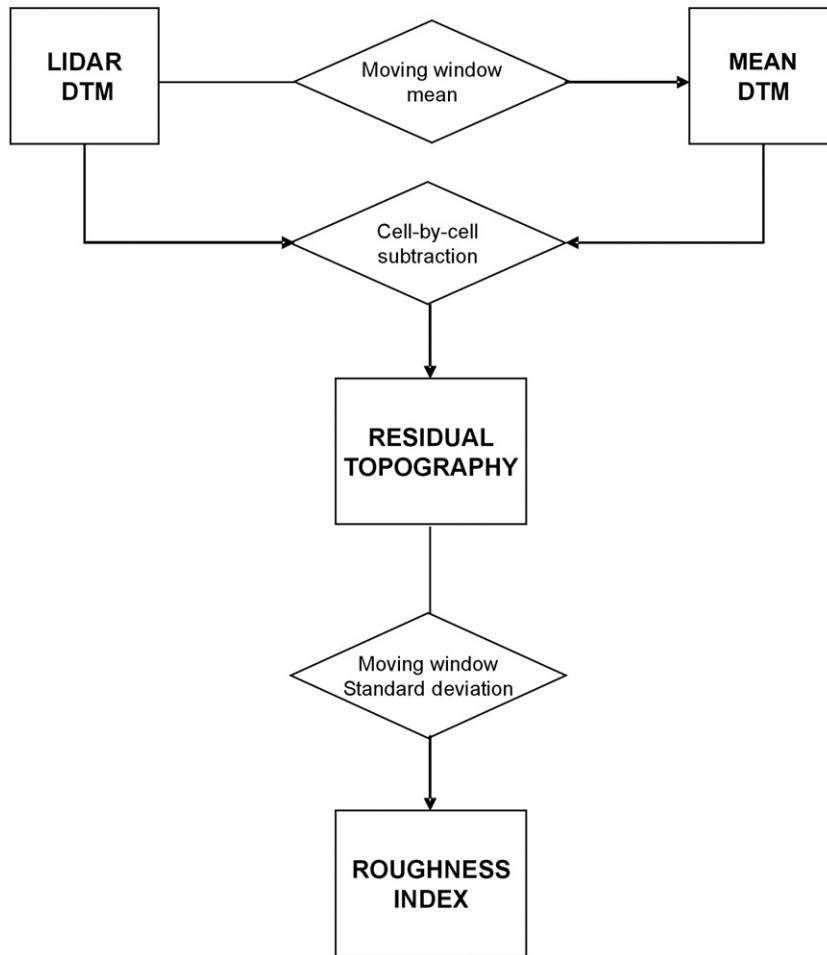 LIDAR
DTM
Moving window
mean
MEAN
DTM
Cell-by-cell
subtraction
RESIDUAL
TOPOGRAPHY
Moving window
Standard deviation
ROUGHNESS
INDEX